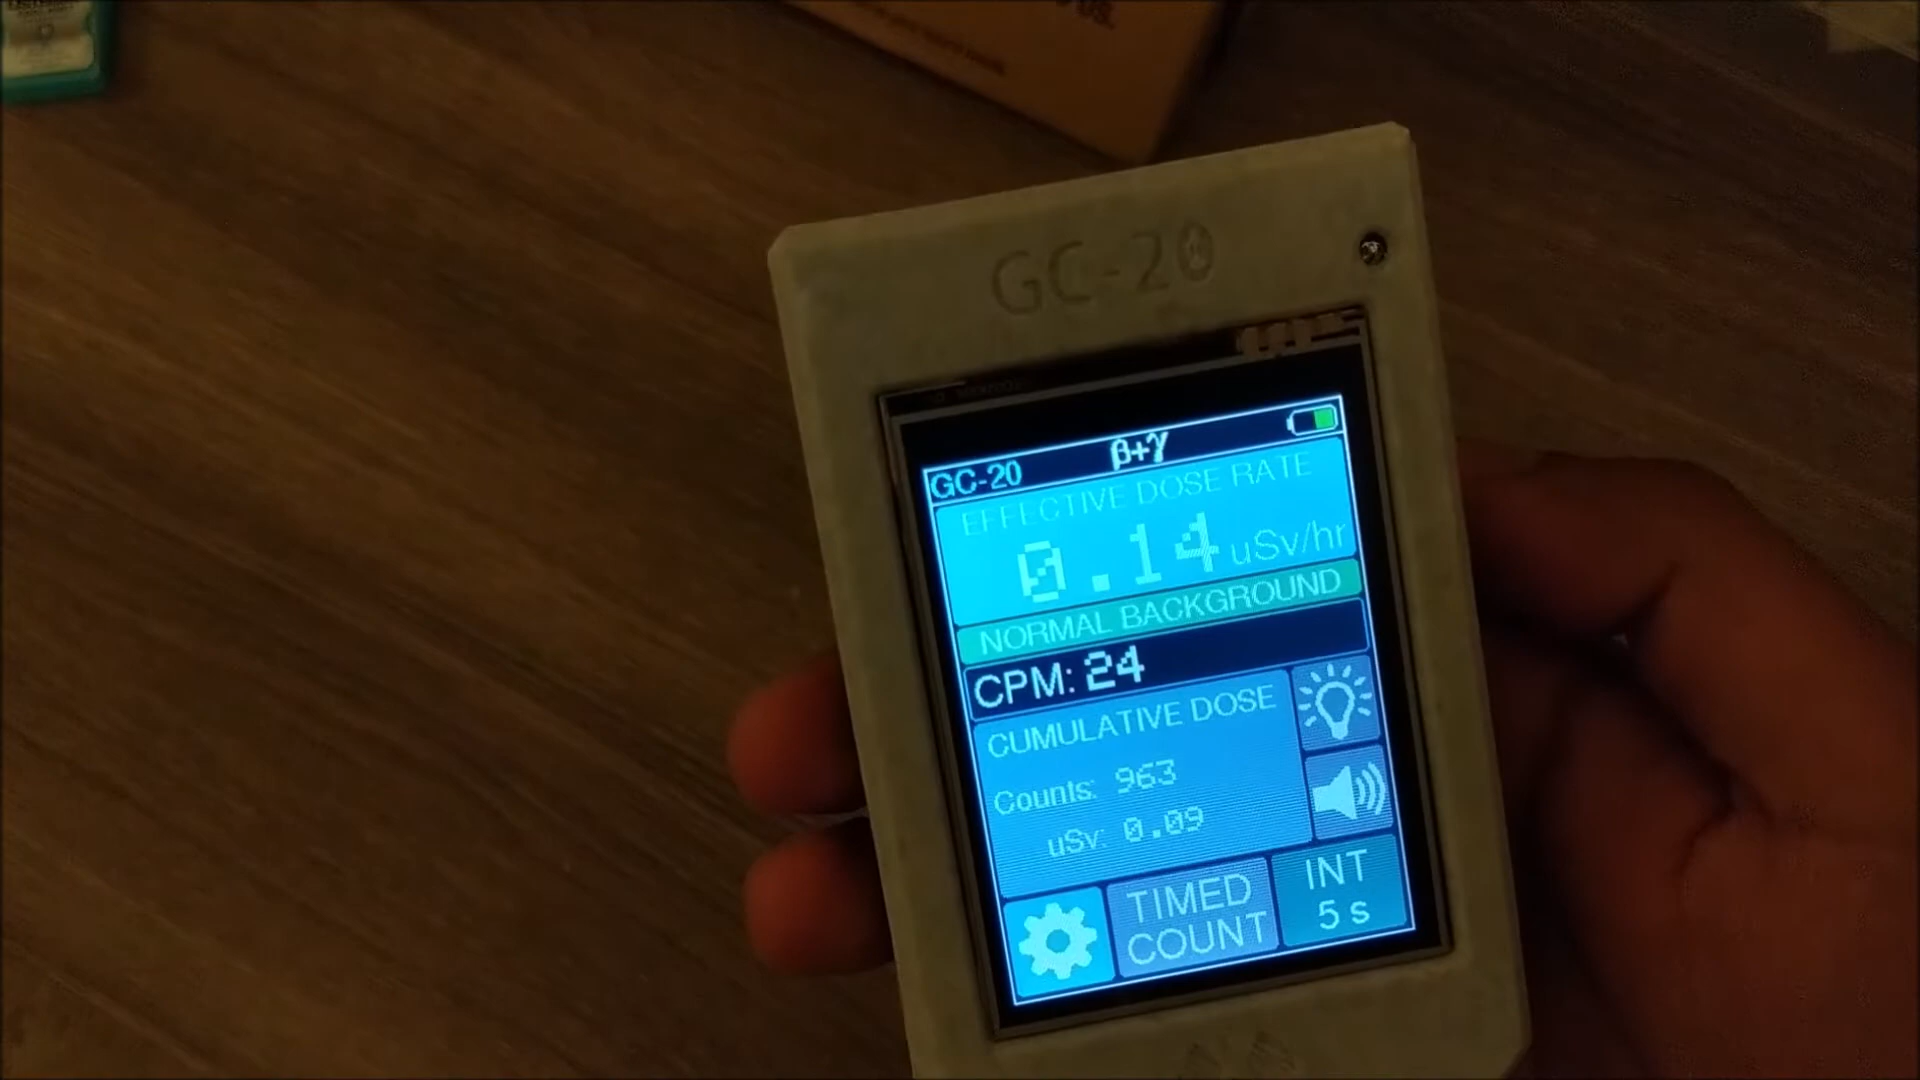 US.
GC-20
GC-20
β+γ
EFFECTIVE DOSE RATE
0.14 uSv/hr
NORMAL BACKGROUND
CPM: 24
CUMULATIVE DOSE
Counts: 963
uSv: 0.09
TIMED
COUNT
INT
5 s